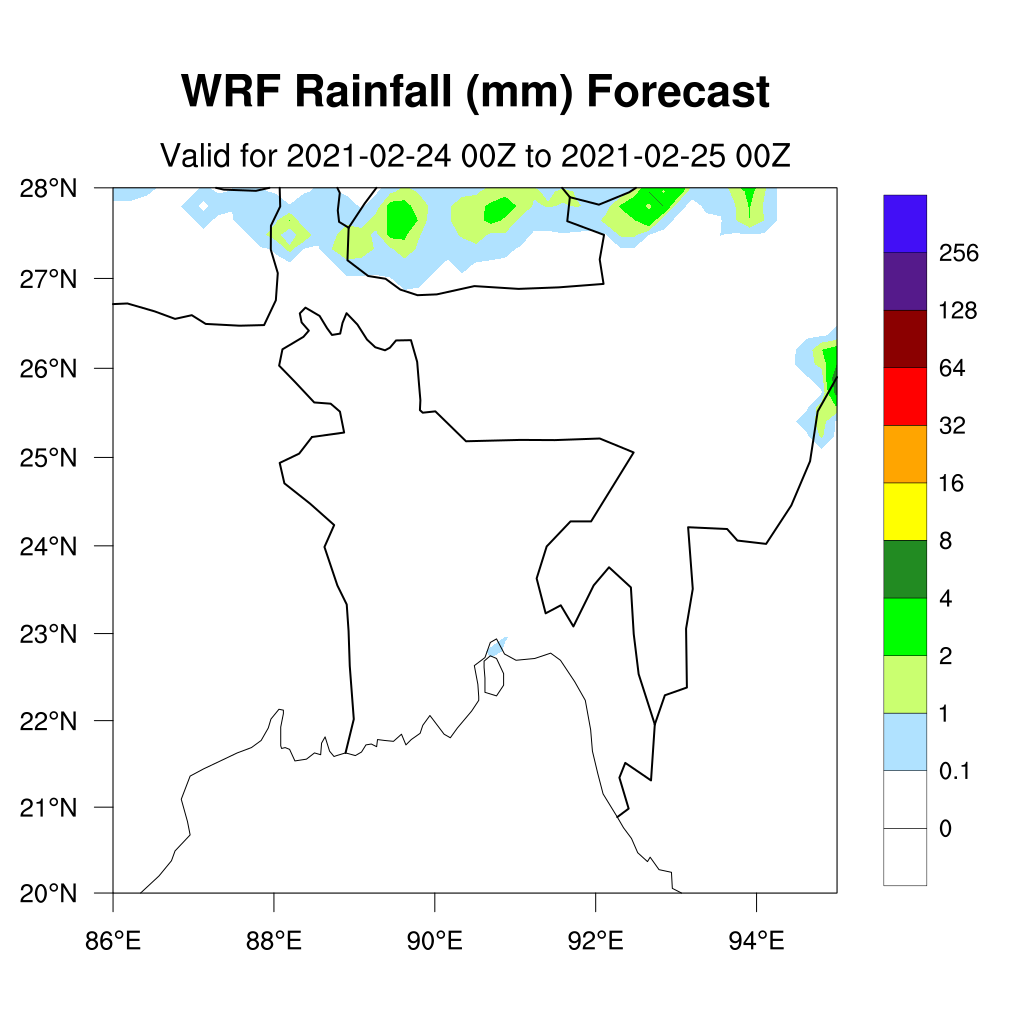 WRF Rainfall (mm) Forecast
Valid for 2021-02-24 00Z to 2021-02-25 00Z
28°N
27°N
26°N
25°N
24°N
23°N
22°N
21°N
20°N
86°E
88°E
90°E
92°E
94°E
256
128
64
32
16
8
4
2
1
0.1
0